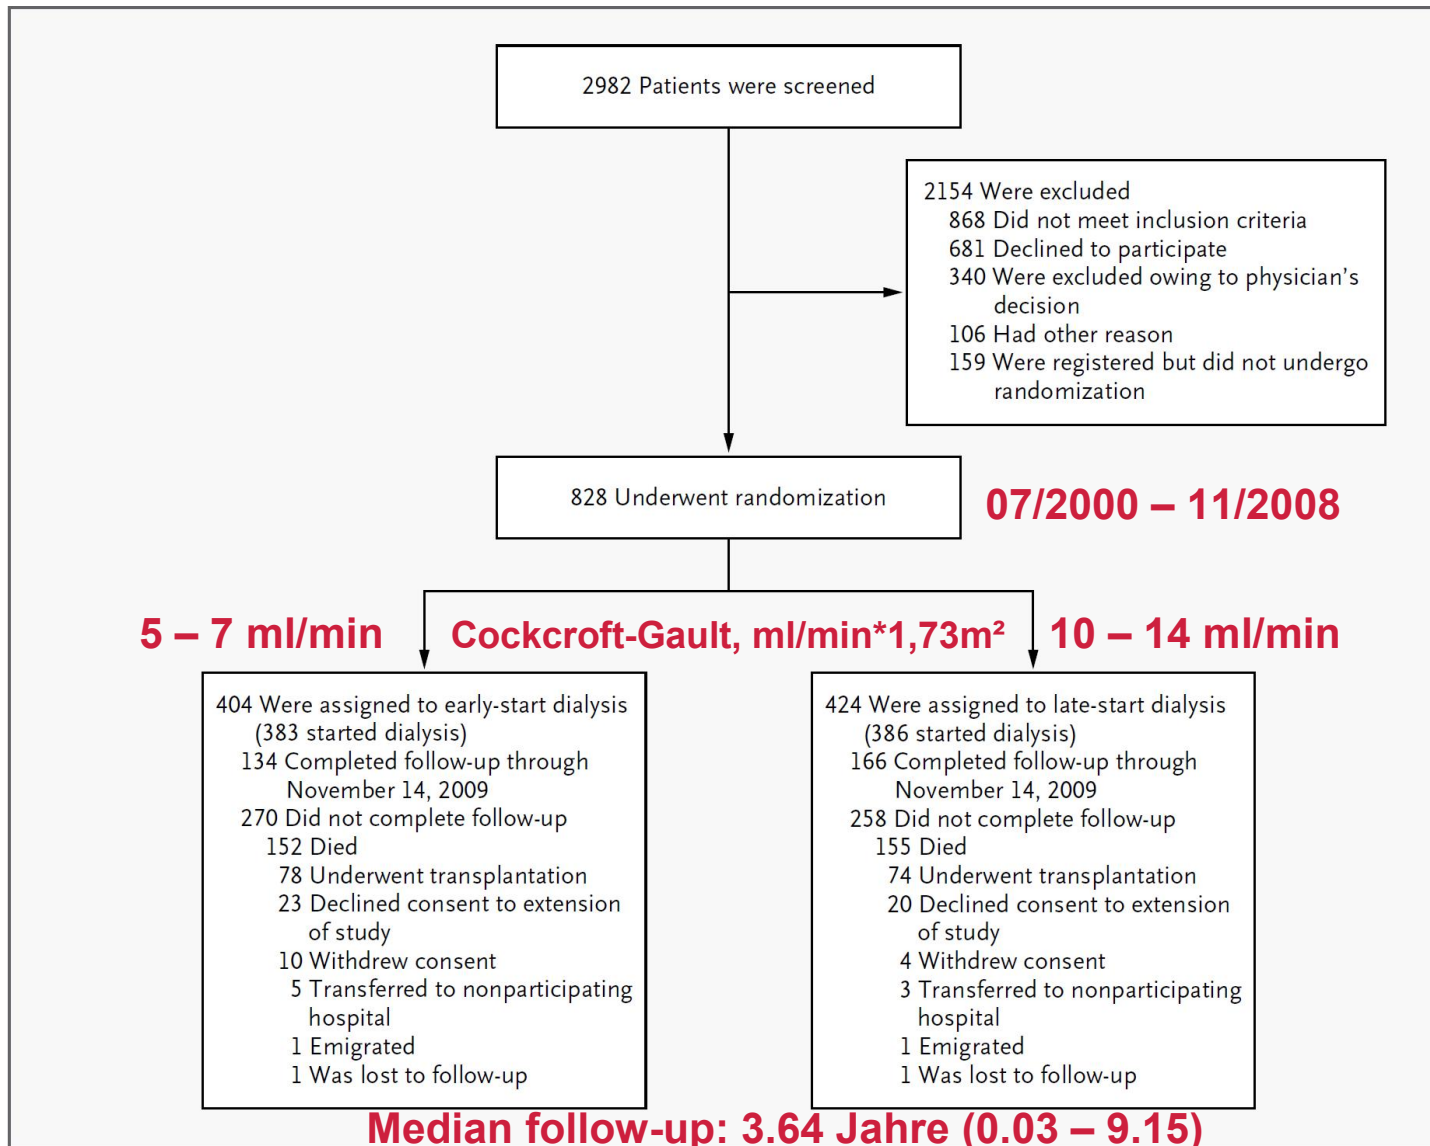 2982 Patients were screened
2154 Were excluded
868 Did not meet inclusion criteria
681 Declined to participate
340 Were excluded owing to physician’s
decision
106 Had other reason
159 Were registered but did not undergo
randomization
828 Underwent randomization
07/2000 – 11/2008
5 – 7 ml/min
Cockcroft-Gault, ml/min*1,73m²
10 – 14 ml/min
404 Were assigned to early-start dialysis
(383 started dialysis)
134 Completed follow-up through
November 14, 2009
270 Did not complete follow-up
152 Died
78 Underwent transplantation
23 Declined consent to extension
of study
10 Withdrew consent
5 Transferred to nonparticipating
hospital
1 Emigrated
1 Was lost to follow-up
424 Were assigned to late-start dialysis
(386 started dialysis)
166 Completed follow-up through
November 14, 2009
258 Did not complete follow-up
155 Died
74 Underwent transplantation
20 Declined consent to extension
of study
4 Withdrew consent
3 Transferred to nonparticipating
hospital
1 Emigrated
1 Was lost to follow-up
Median follow-up: 3.64 Jahre (0.03 – 9.15)